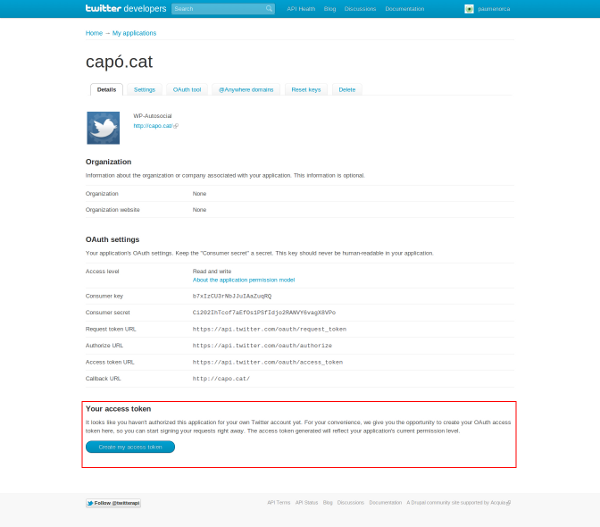 twitter developers
Search
API Health Blog Discussions Documentation
Home → My applications
capó.cat
Details Settings OAuth tool @Anywhere domains Reset keys Delete
WP-Autosocial
http://capo.cat/
Organization
Information about the organization or company associated with your application. This information is optional.
Organization None
Organization website None
OAuth settings
Your application's OAuth settings. Keep the "Consumer secret" a secret. This key should never be human-readable in your application.
Access level Read and write
About the application permission model
Consumer key
Consumer secret
Request token URL https://api.twitter.com/oauth/request_token
Authorize URL https://api.twitter.com/oauth/authorize
Access token URL https://api.twitter.com/oauth/access_token
Callback URL http://capo.cat/
Your access token
It looks like you haven't authorized this application for your own Twitter account yet. For your convenience, we give you the opportunity to create your OAuth access
token here, so you can start signing your requests right away. The access token generated will reflect your application's current permission level.
Create my access token
Follow @twitterapi
API Terms API Status Blog Discussions Documentation A Drupal community site supported by Acquia